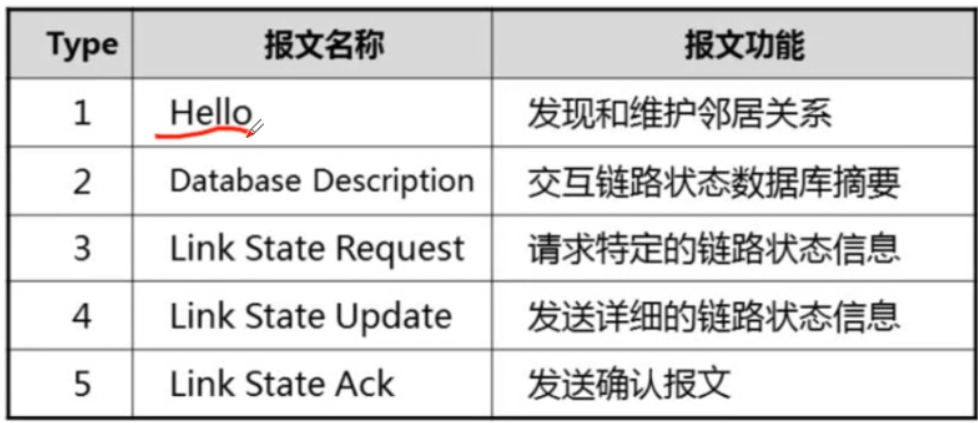 Type 报文名称 报文功能
1 Hello 发现和维护邻居关系
2 Database Description 交互链路状态数据库摘要
3 Link State Request 请求特定的链路状态信息
4 Link State Update 发送详细的链路状态信息
5 Link State Ack 发送确认报文